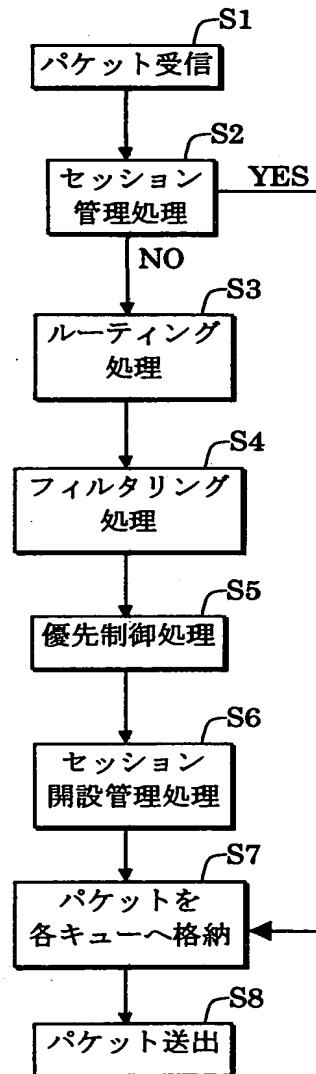 S1
パケット受信
S2
セッション
管理処理
YES
NO
S3
ルーティング
処理
S4
フィルタリング
処理
S5
優先制御処理
S6
セッション
開設管理処理
S7
パケットを
各キューへ格納
S8
パケット送出